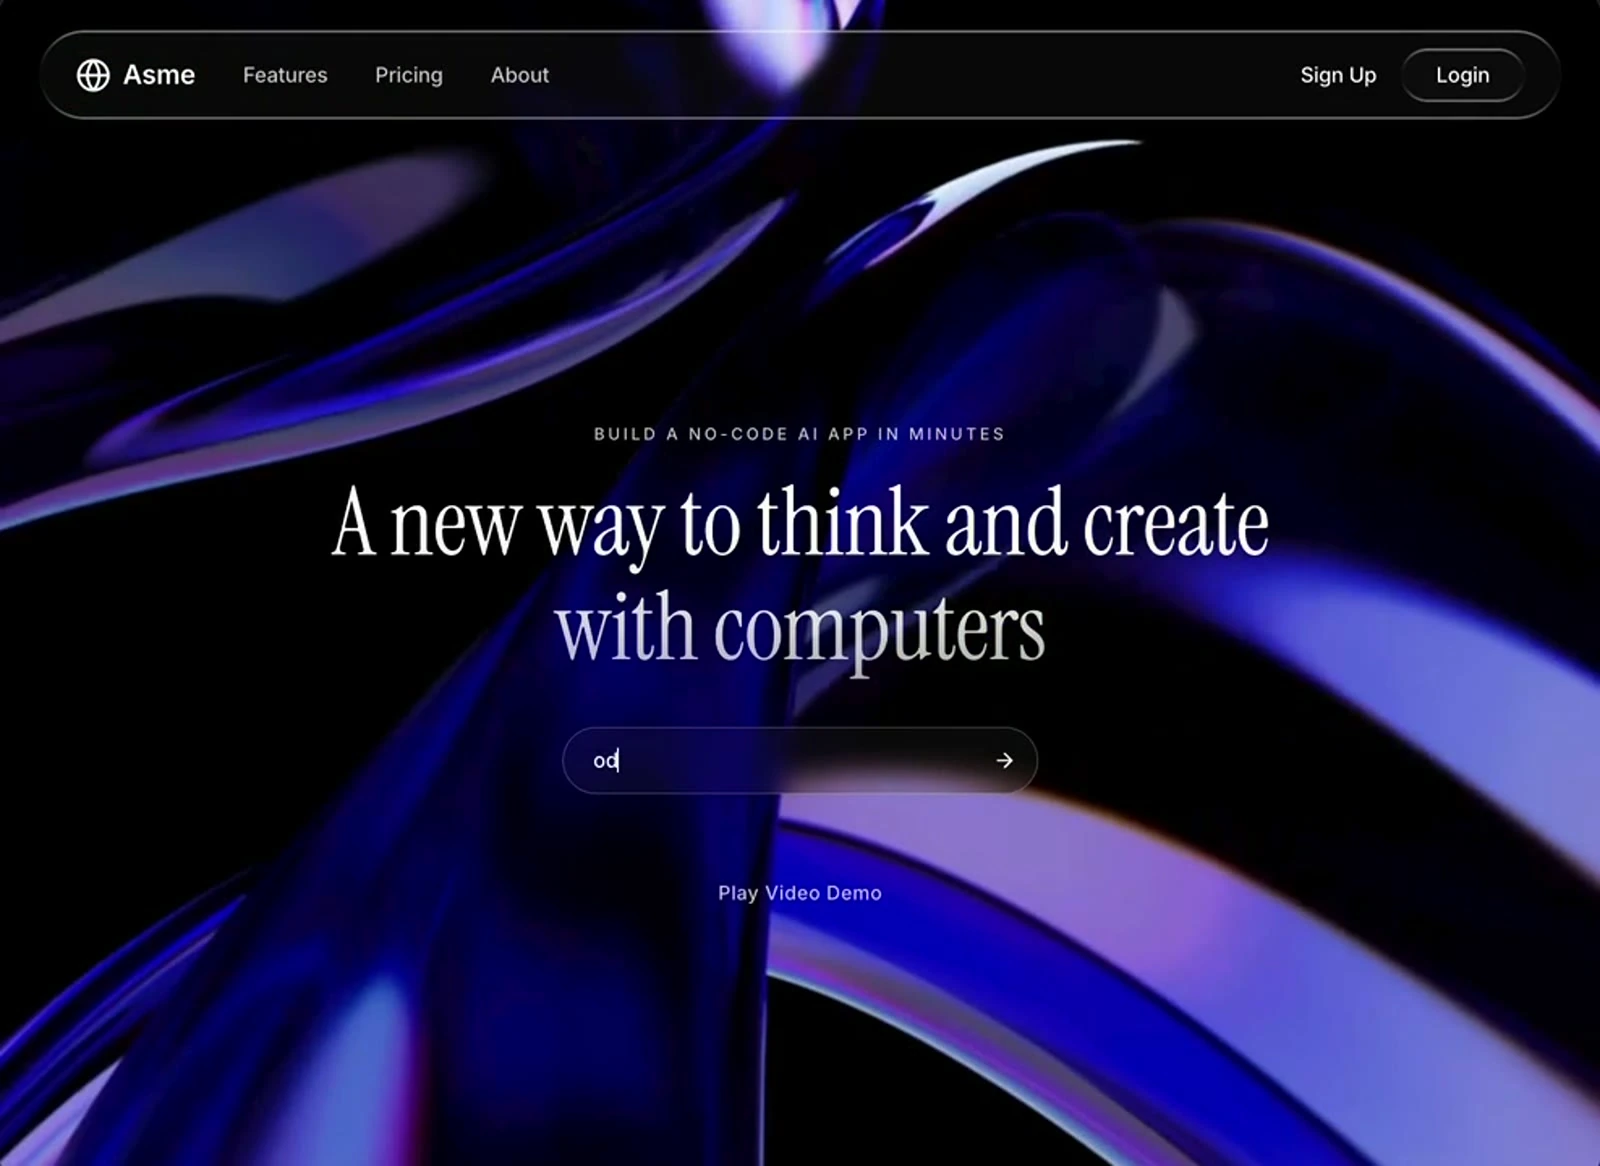 Asme
Features
Pricing
About
Sign Up
Login
BUILD A NO-CODE AI APP IN MINUTES
A new way to think and create
with computers
od
Play Video Demo